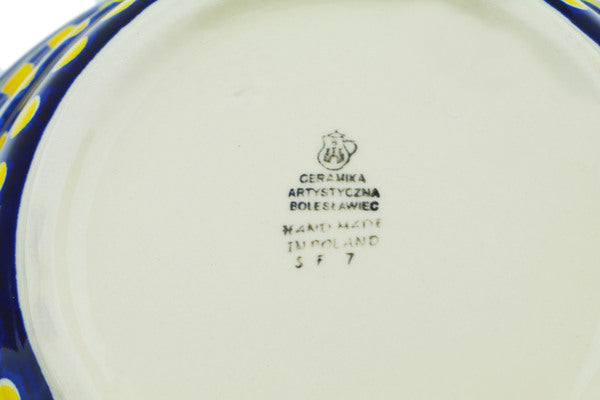 CERAMIKA
ARTYSTYCZNA
BOLESŁAWIEC
HAND MADE
IN POLAND
S F 7